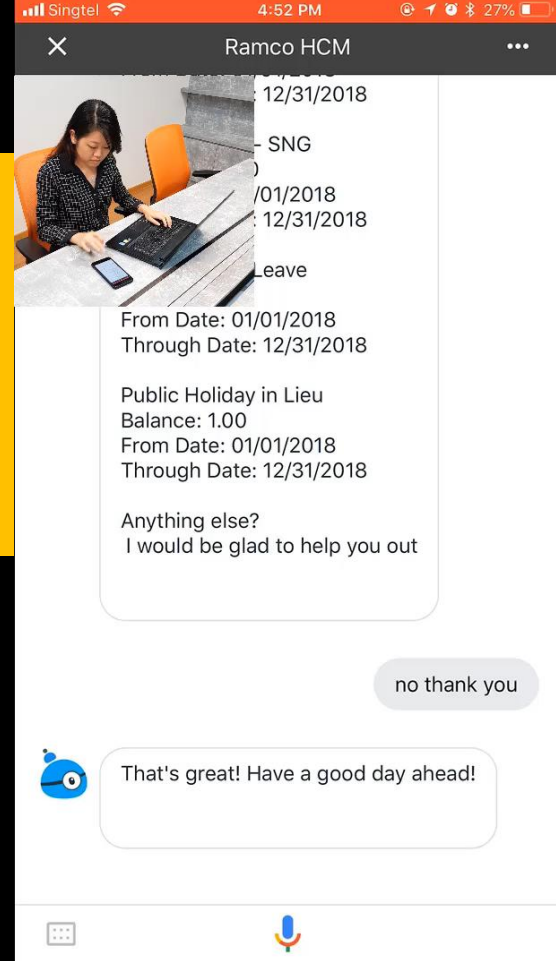 Singtel 4:52 PM 27%
Ramco HCM
: 12/31/2018
- SNG
/01/2018
: 12/31/2018
Leave
From Date: 01/01/2018
Through Date: 12/31/2018
Public Holiday in Lieu
Balance: 1.00
From Date: 01/01/2018
Through Date: 12/31/2018
Anything else?
I would be glad to help you out
no thank you
That's great! Have a good day ahead!